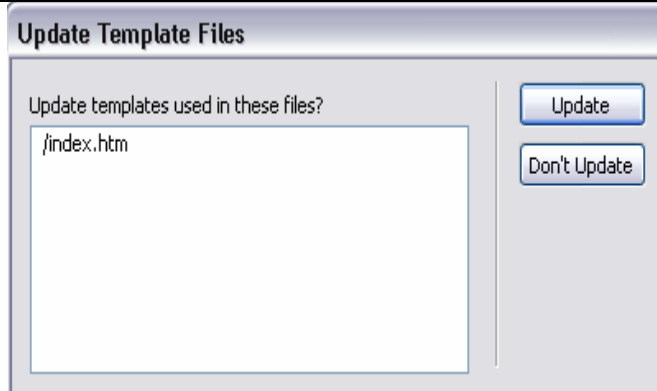 Update Template Files
Update templates used in these files?
/index.htm
Update
Don't Update